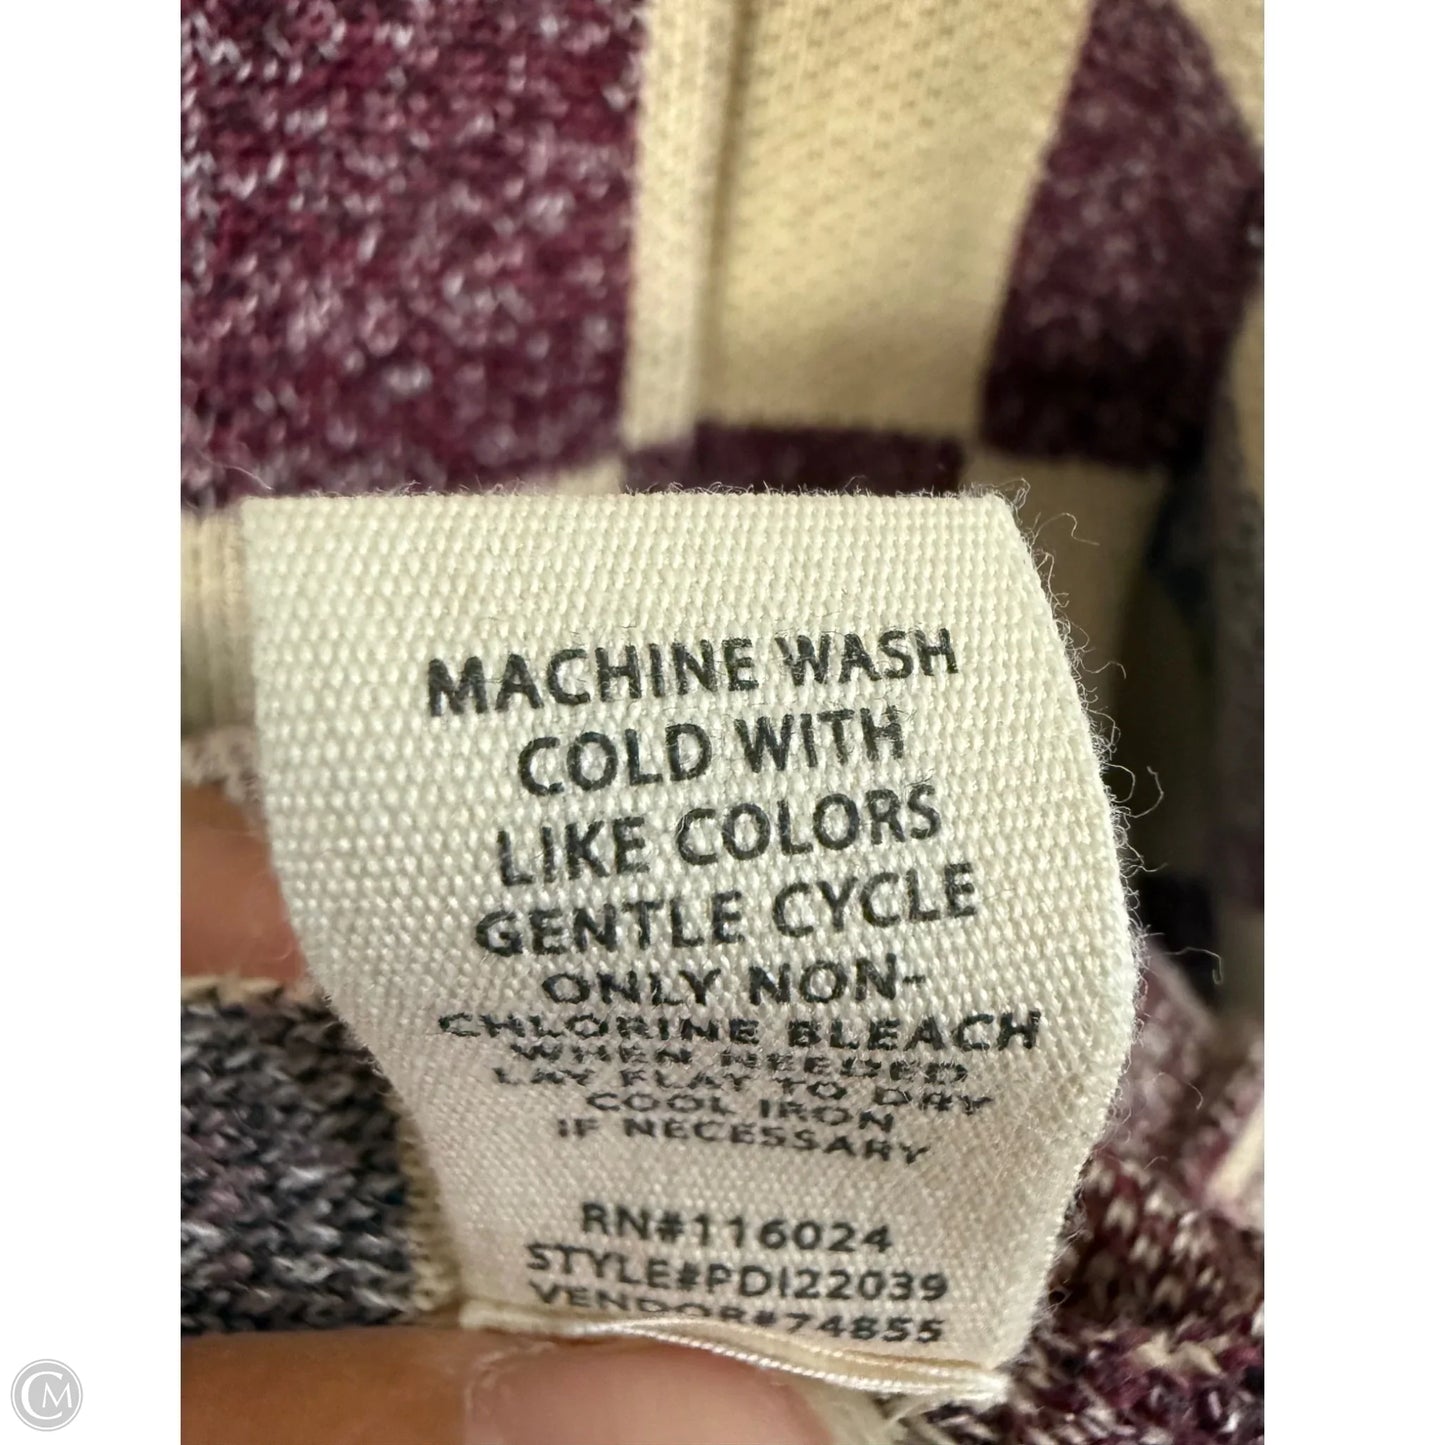 MACHINE WASH
COLD WITH
LIKE COLORS
GENTLE CYCLE
ONLY NON-
CHLORINE BLEACH
WHEN NEEDED
LAY FLAT TO DRY
COOL IRON
IF NECESSARY
RN#116024
STYLE#PDI22039
VENDOR#74855
CM